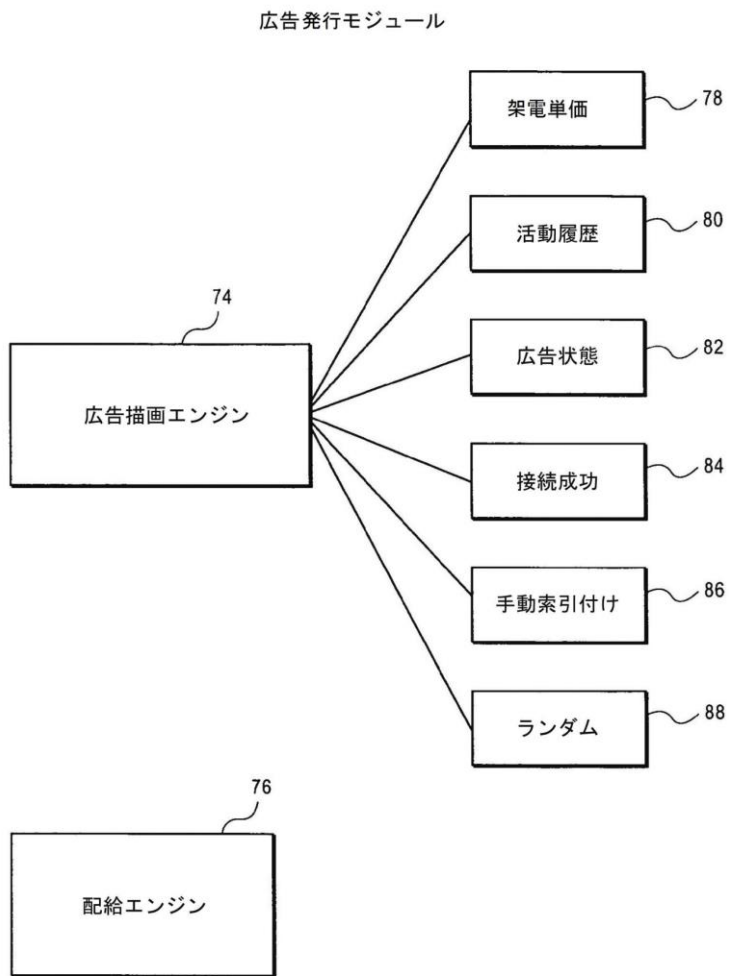 広告発行モジュール
架電単価
78
活動履歴
80
74
広告状態
82
広告描画エンジン
接続成功
84
手動索引付け
86
ランダム
88
76
配給エンジン